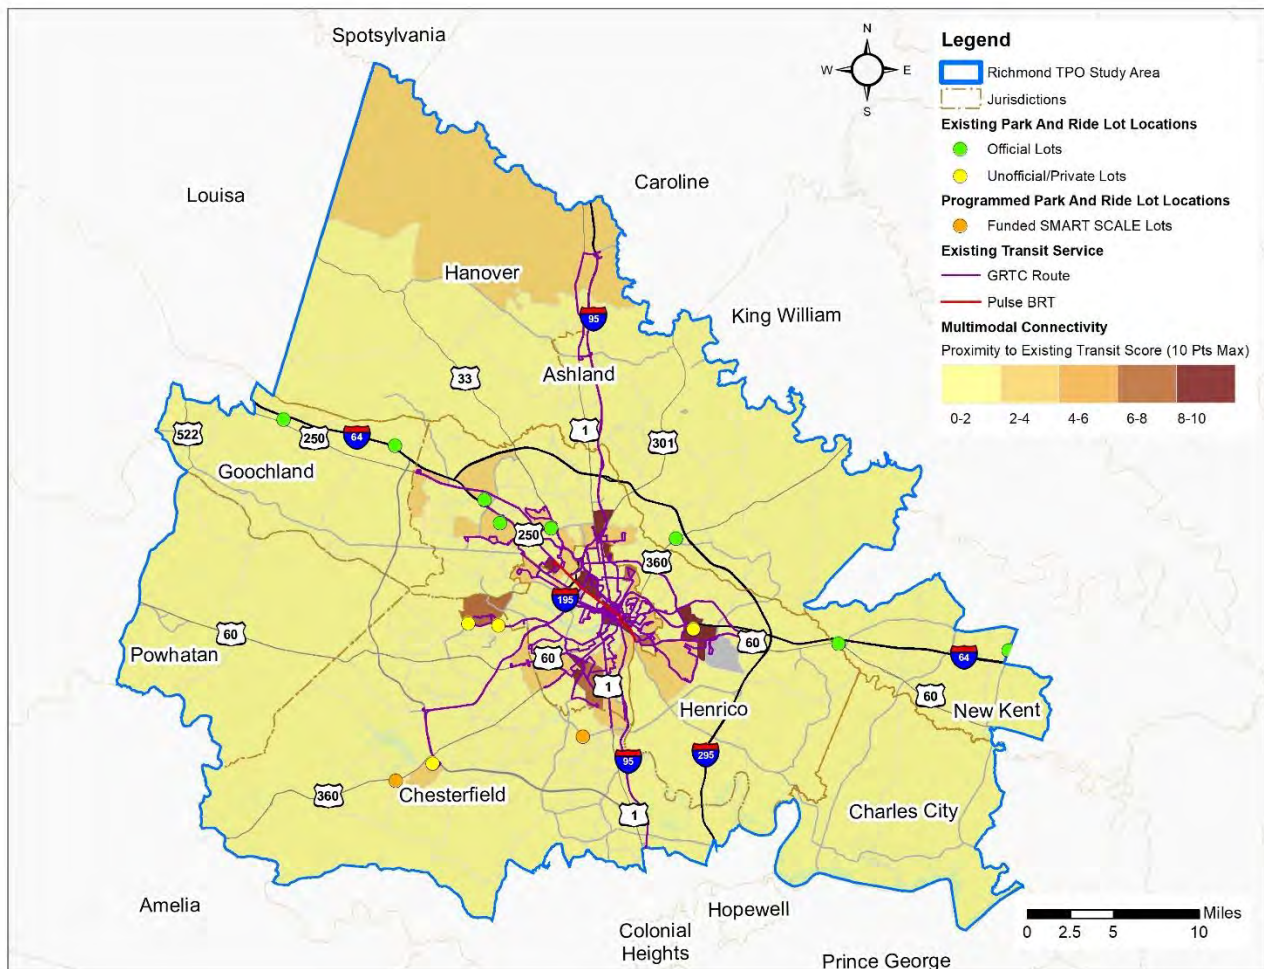 Spotsylvania
Louisa
Caroline
Hanover
King William
95
Ashland
33
1
301
522
250
64
Goochland
250
360
195
60
60
Powhatan
60
64
60
1
New Kent
Henrico
95
295
360
Chesterfield
1
Charles City
Amelia
Hopewell
Colonial
Heights
Prince George
N
W
E
S
Legend
Richmond TPO Study Area
Jurisdictions
Existing Park And Ride Lot Locations
Official Lots
Unofficial/Private Lots
Programmed Park And Ride Lot Locations
Funded SMART SCALE Lots
Existing Transit Service
GRTC Route
Pulse BRT
Multimodal Connectivity
Proximity to Existing Transit Score (10 Pts Max)
0-2 2-4 4-6 6-8 8-10
Miles
0 2.5 5 10